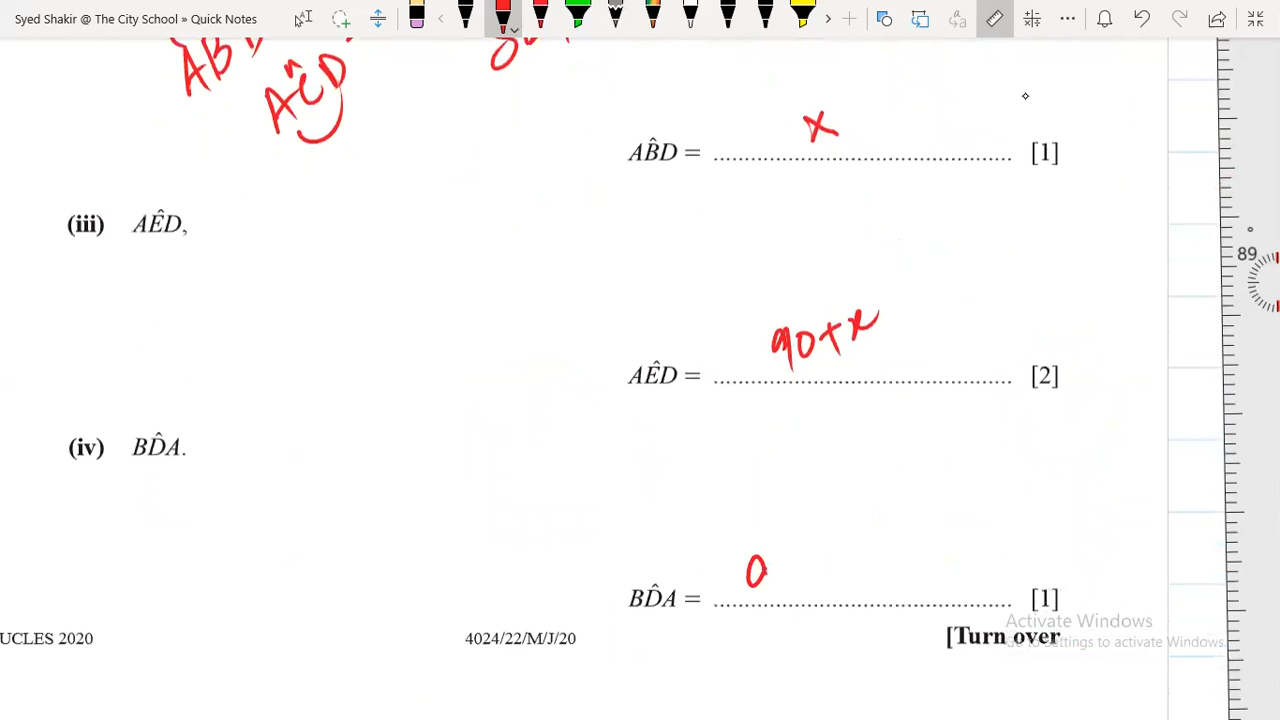 Syed Shakir @ The City School » Quick Notes
AB
AĈD
x
AB̂D = ........................................ [1]
(iii) AÊD,
89
90+x
AÊD = ........................................ [2]
(iv) BD̂A.
0
BD̂A = ........................................ [1]
Activate Windows
UCLES 2020 4024/22/M/J/20 [Turn over
Go to Settings to activate Windows.